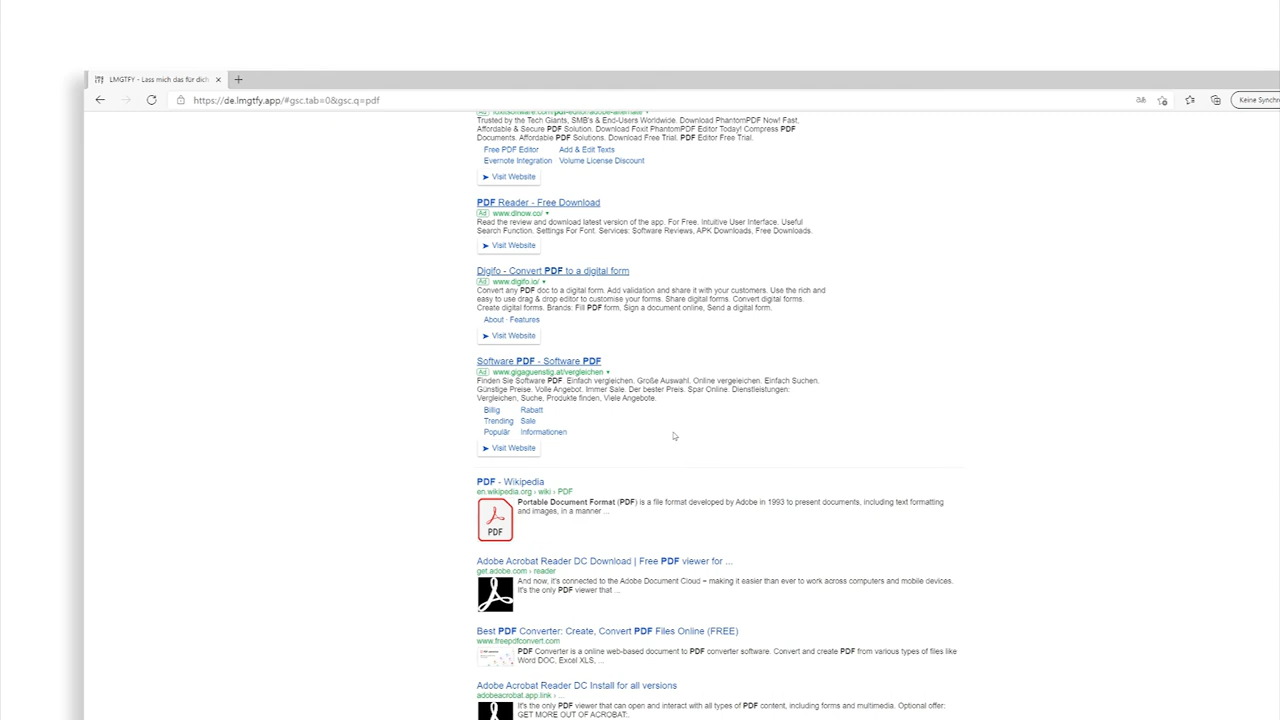 LMGTFY - Lass mich das für dich
https://de.lmgtfy.app/#gsc.tab=0&gsc.q=pdf
Keine Synchro
Ad foxitsoftware.com/pdf-editor/adobe-alternate
Trusted by the Tech Giants, SMB's & End-Users Worldwide. Download PhantomPDF Now! Fast,
Affordable & Secure PDF Solution. Download Foxit PhantomPDF Editor Today! Compress PDF
Documents. Affordable PDF Solutions. Download Free Trial. PDF Editor Free Trial.
Free PDF Editor Add & Edit Texts
Evernote Integration Volume License Discount
Visit Website
PDF Reader - Free Download
Ad www.dlnow.co/
Read the review and download latest version of the app. For Free. Intuitive User Interface. Useful
Search Function. Settings For Font. Services: Software Reviews, APK Downloads, Free Downloads.
Visit Website
Digifo - Convert PDF to a digital form
Ad www.digifo.io/
Convert any PDF doc to a digital form. Add validation and share it with your customers. Use the rich and
easy to use drag & drop editor to customise your forms. Share digital forms. Convert digital forms.
Create digital forms. Brands: Fill PDF form, Sign a document online, Send a digital form.
About · Features
Visit Website
Software PDF - Software PDF
Ad www.gigaguenstig.at/vergleichen
Finden Sie Software PDF. Einfach vergleichen. Große Auswahl. Online vergeleichen. Einfach Suchen.
Günstige Preise. Volle Angebot. Immer Sale. Der bester Preis. Spar Online. Dienstleistungen:
Vergleichen, Suche, Produkte finden, Viele Angebote.
Billig Rabatt
Trending Sale
Populär Informationen
Visit Website
PDF - Wikipedia
en.wikipedia.org › wiki › PDF
Portable Document Format (PDF) is a file format developed by Adobe in 1993 to present documents, including text formatting
and images, in a manner ...
PDF
Adobe Acrobat Reader DC Download | Free PDF viewer for ...
get.adobe.com › reader
And now, it's connected to the Adobe Document Cloud − making it easier than ever to work across computers and mobile devices.
It's the only PDF viewer that ...
Best PDF Converter: Create, Convert PDF Files Online (FREE)
www.freepdfconvert.com
PDF Converter is a online web-based document to PDF converter software. Convert and create PDF from various types of files like
Word DOC, Excel XLS, ...
Adobe Acrobat Reader DC Install for all versions
adobeacrobat.app.link › ...
It's the only PDF viewer that can open and interact with all types of PDF content, including forms and multimedia. Optional offer:
GET MORE OUT OF ACROBAT:.